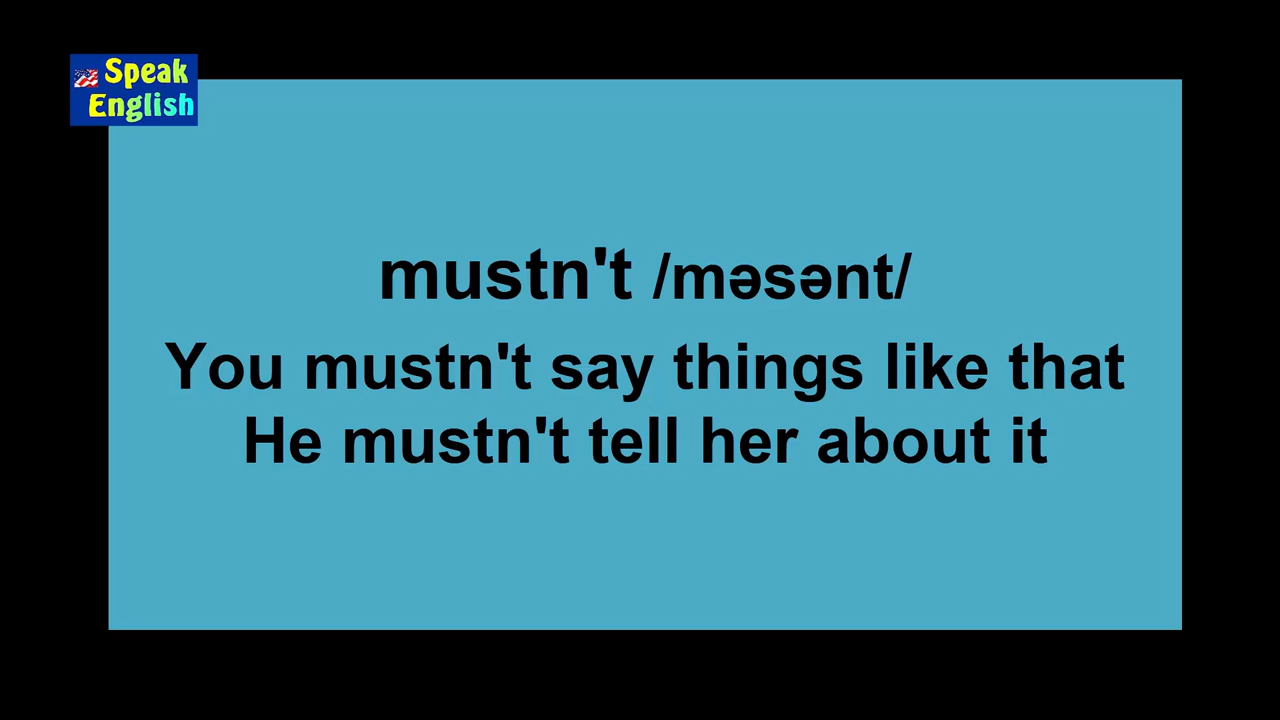 Speak
English
mustn't /məsənt/
You mustn't say things like that
He mustn't tell her about it